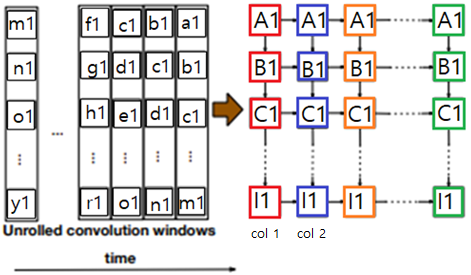 m1 f1 c1 b1 a1 A1 A1 A1 A1
n1 g1 d1 c1 b1 B1 B1 B1 B1
o1 h1 e1 d1 c1 C1 C1 C1 C1
...
y1 r1 o1 n1 m1 I1 I1 I1 I1
Unrolled convolution windows
col 1 col 2
time